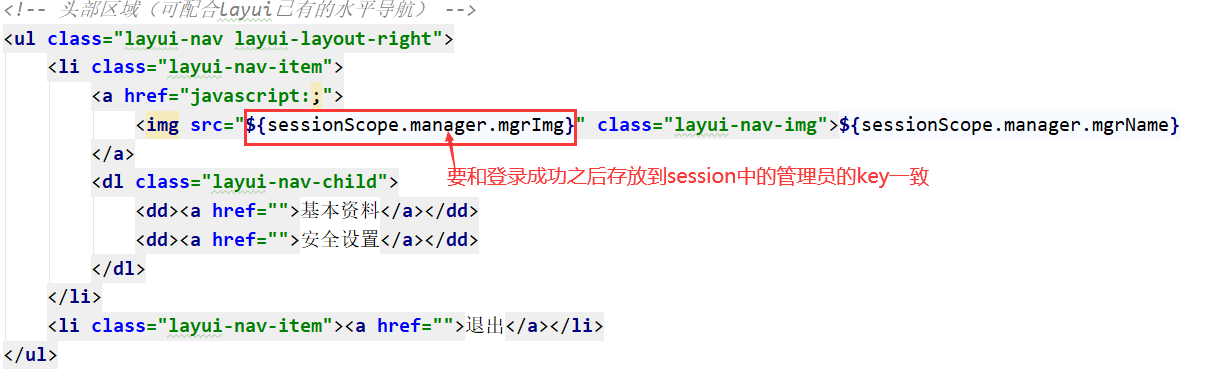 <!-- 头部区域（可配合layui已有的水平导航） -->
<ul class="layui-nav layui-layout-right">
<li class="layui-nav-item">
<a href="javascript:;">
<img src="${sessionScope.manager.mgrImg}" class="layui-nav-img">${sessionScope.manager.mgrName}
</a>
要和登录成功之后存放到session中的管理员的key一致
<dl class="layui-nav-child">
<dd><a href="">基本资料</a></dd>
<dd><a href="">安全设置</a></dd>
</dl>
</li>
<li class="layui-nav-item"><a href="">退出</a></li>
</ul>